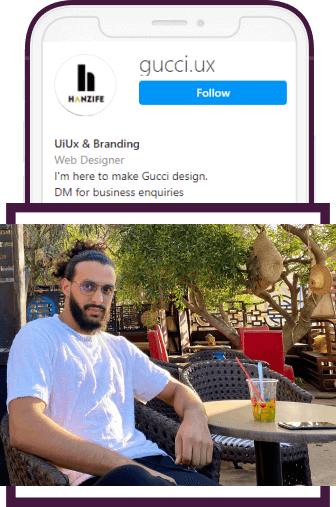 gucci.ux
HANZIFE
Follow
UiUx & Branding
Web Designer
I'm here to make Gucci design.
DM for business enquiries